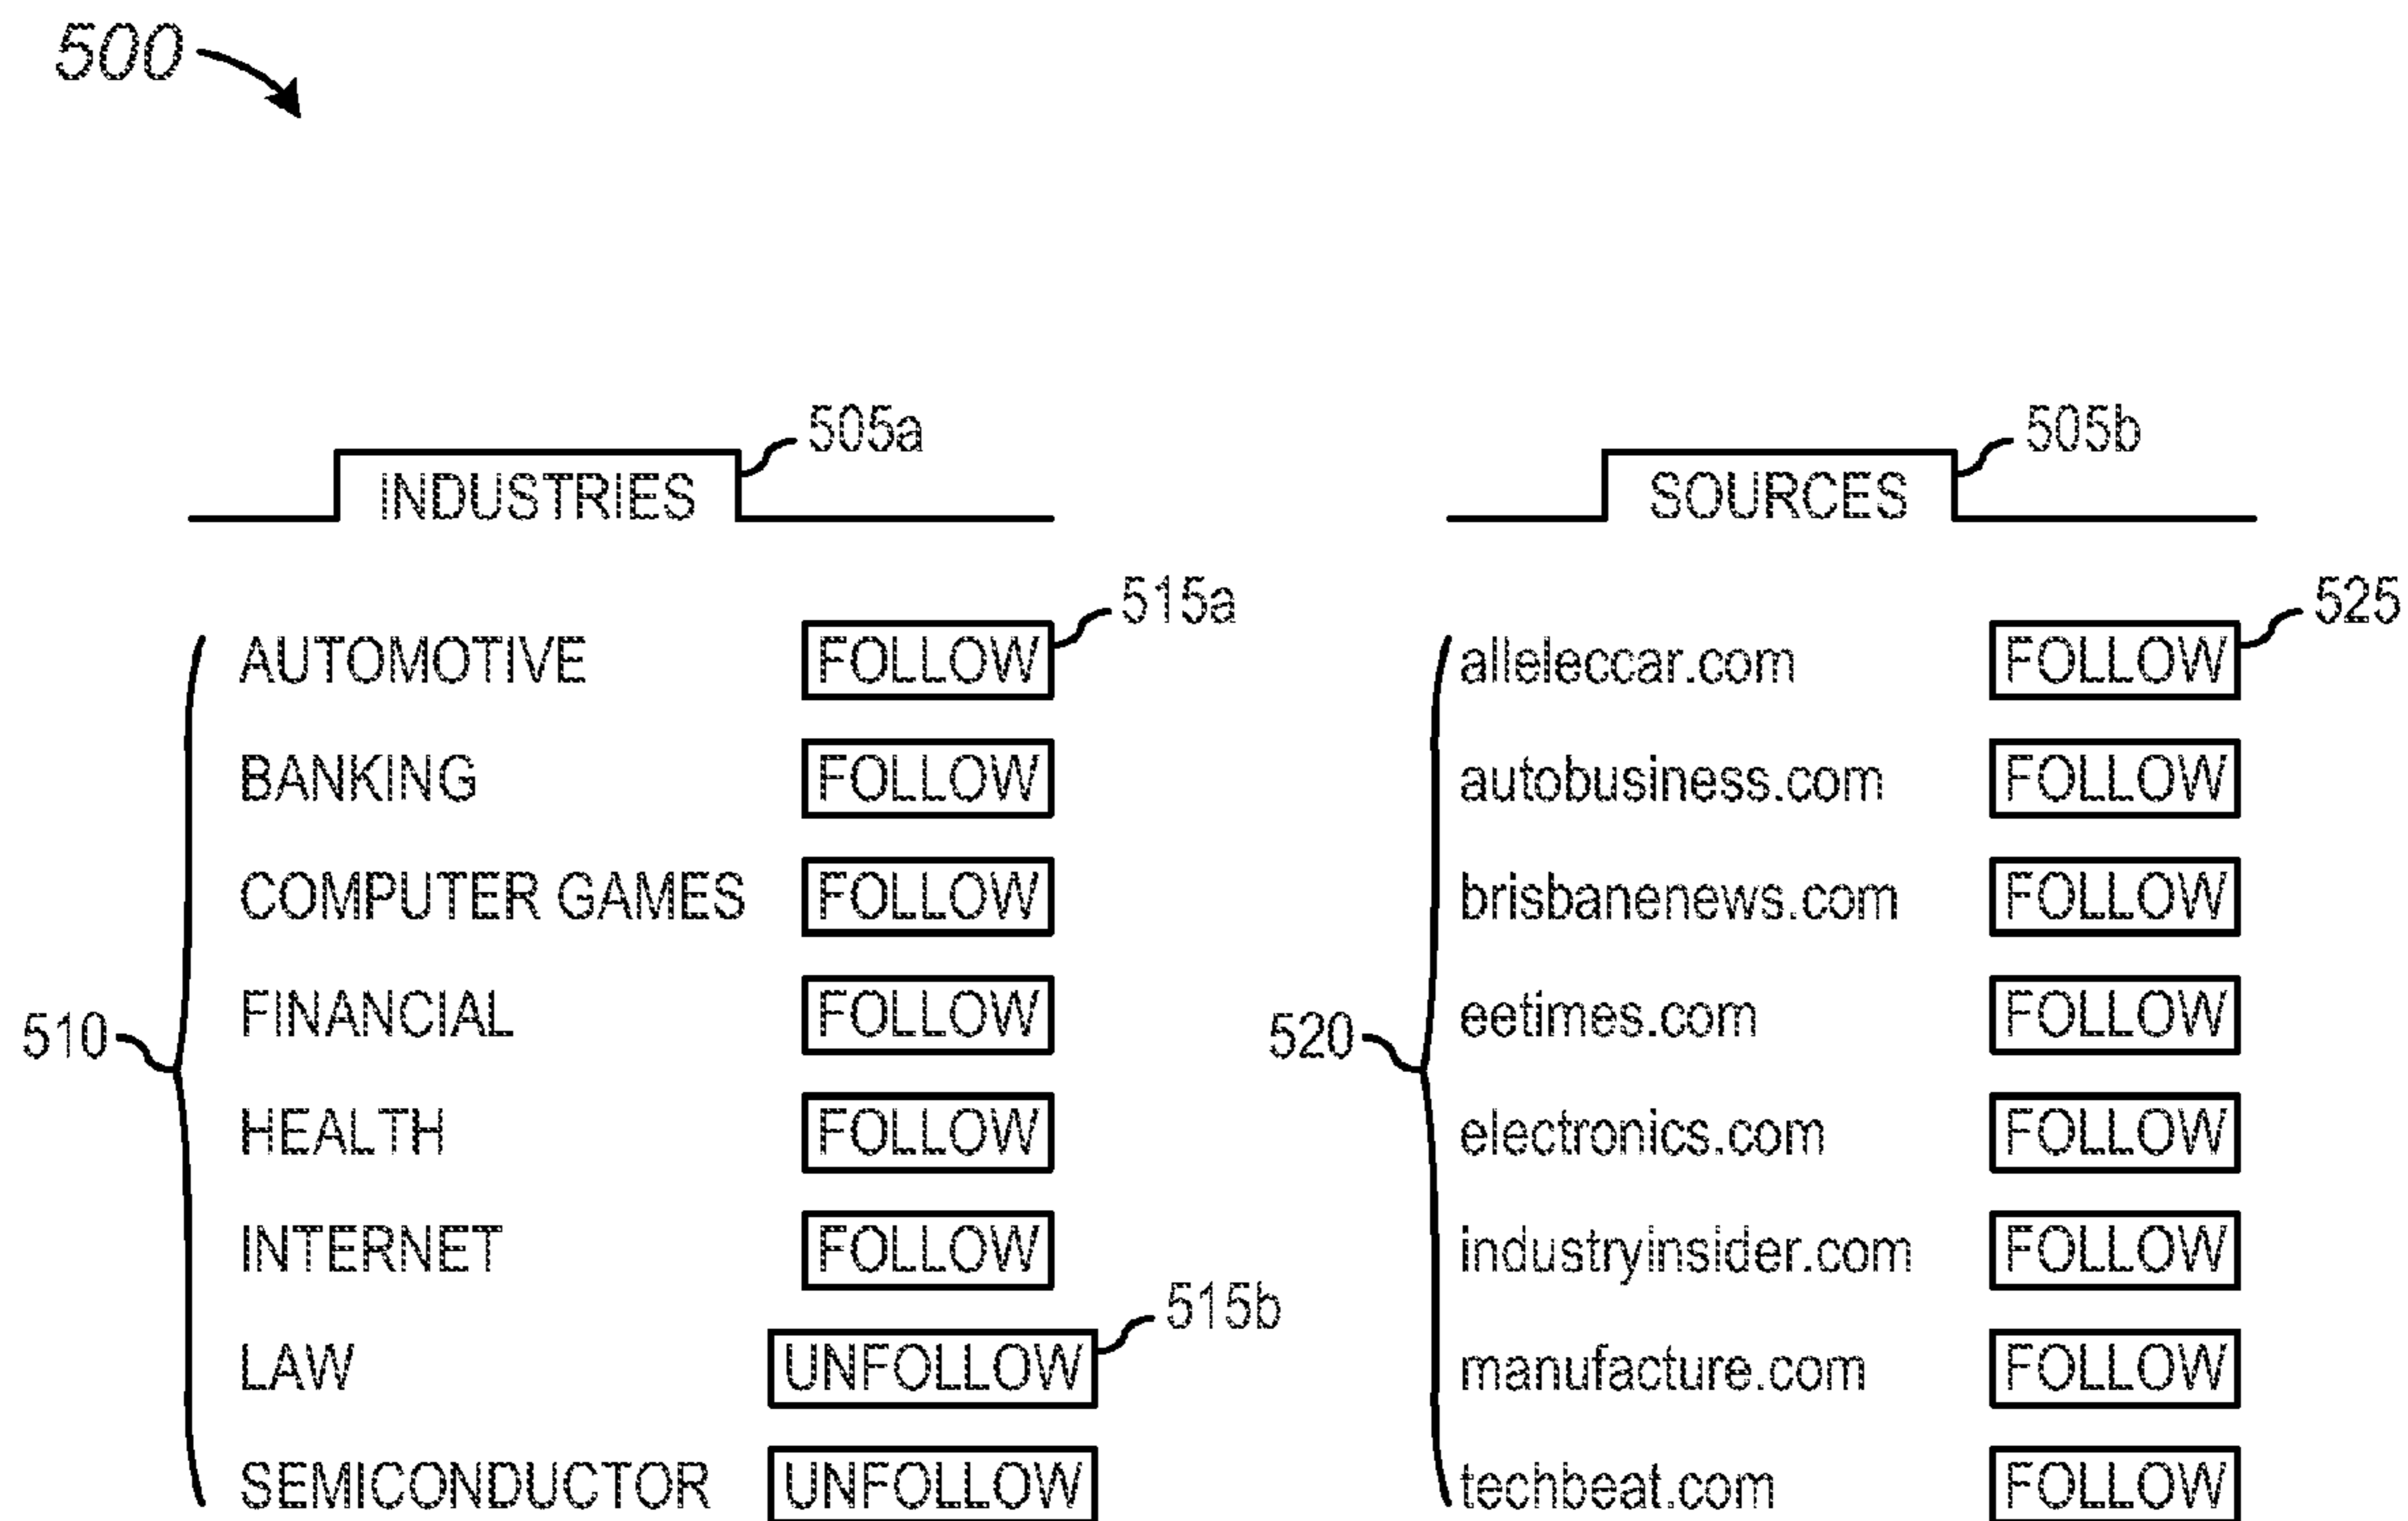 500
505a
INDUSTRIES
515a
AUTOMOTIVE FOLLOW
BANKING FOLLOW
COMPUTER GAMES FOLLOW
FINANCIAL FOLLOW
510
HEALTH FOLLOW
INTERNET FOLLOW
515b
LAW UNFOLLOW
SEMICONDUCTOR UNFOLLOW
505b
SOURCES
525
alleleccar.com FOLLOW
autobusiness.com FOLLOW
brisbanenews.com FOLLOW
eetimes.com FOLLOW
520
electronics.com FOLLOW
industryinsider.com FOLLOW
manufacture.com FOLLOW
techbeat.com FOLLOW